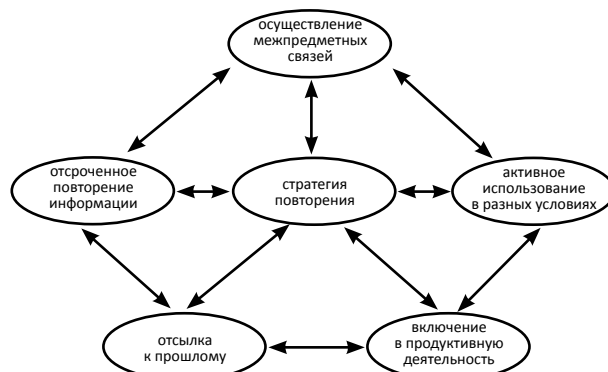 осуществление
межпредметных
связей
отсроченное
повторение
информации
стратегия
повторения
активное
использование
в разных условиях
отсылка
к прошлому
включение
в продуктивную
деятельность